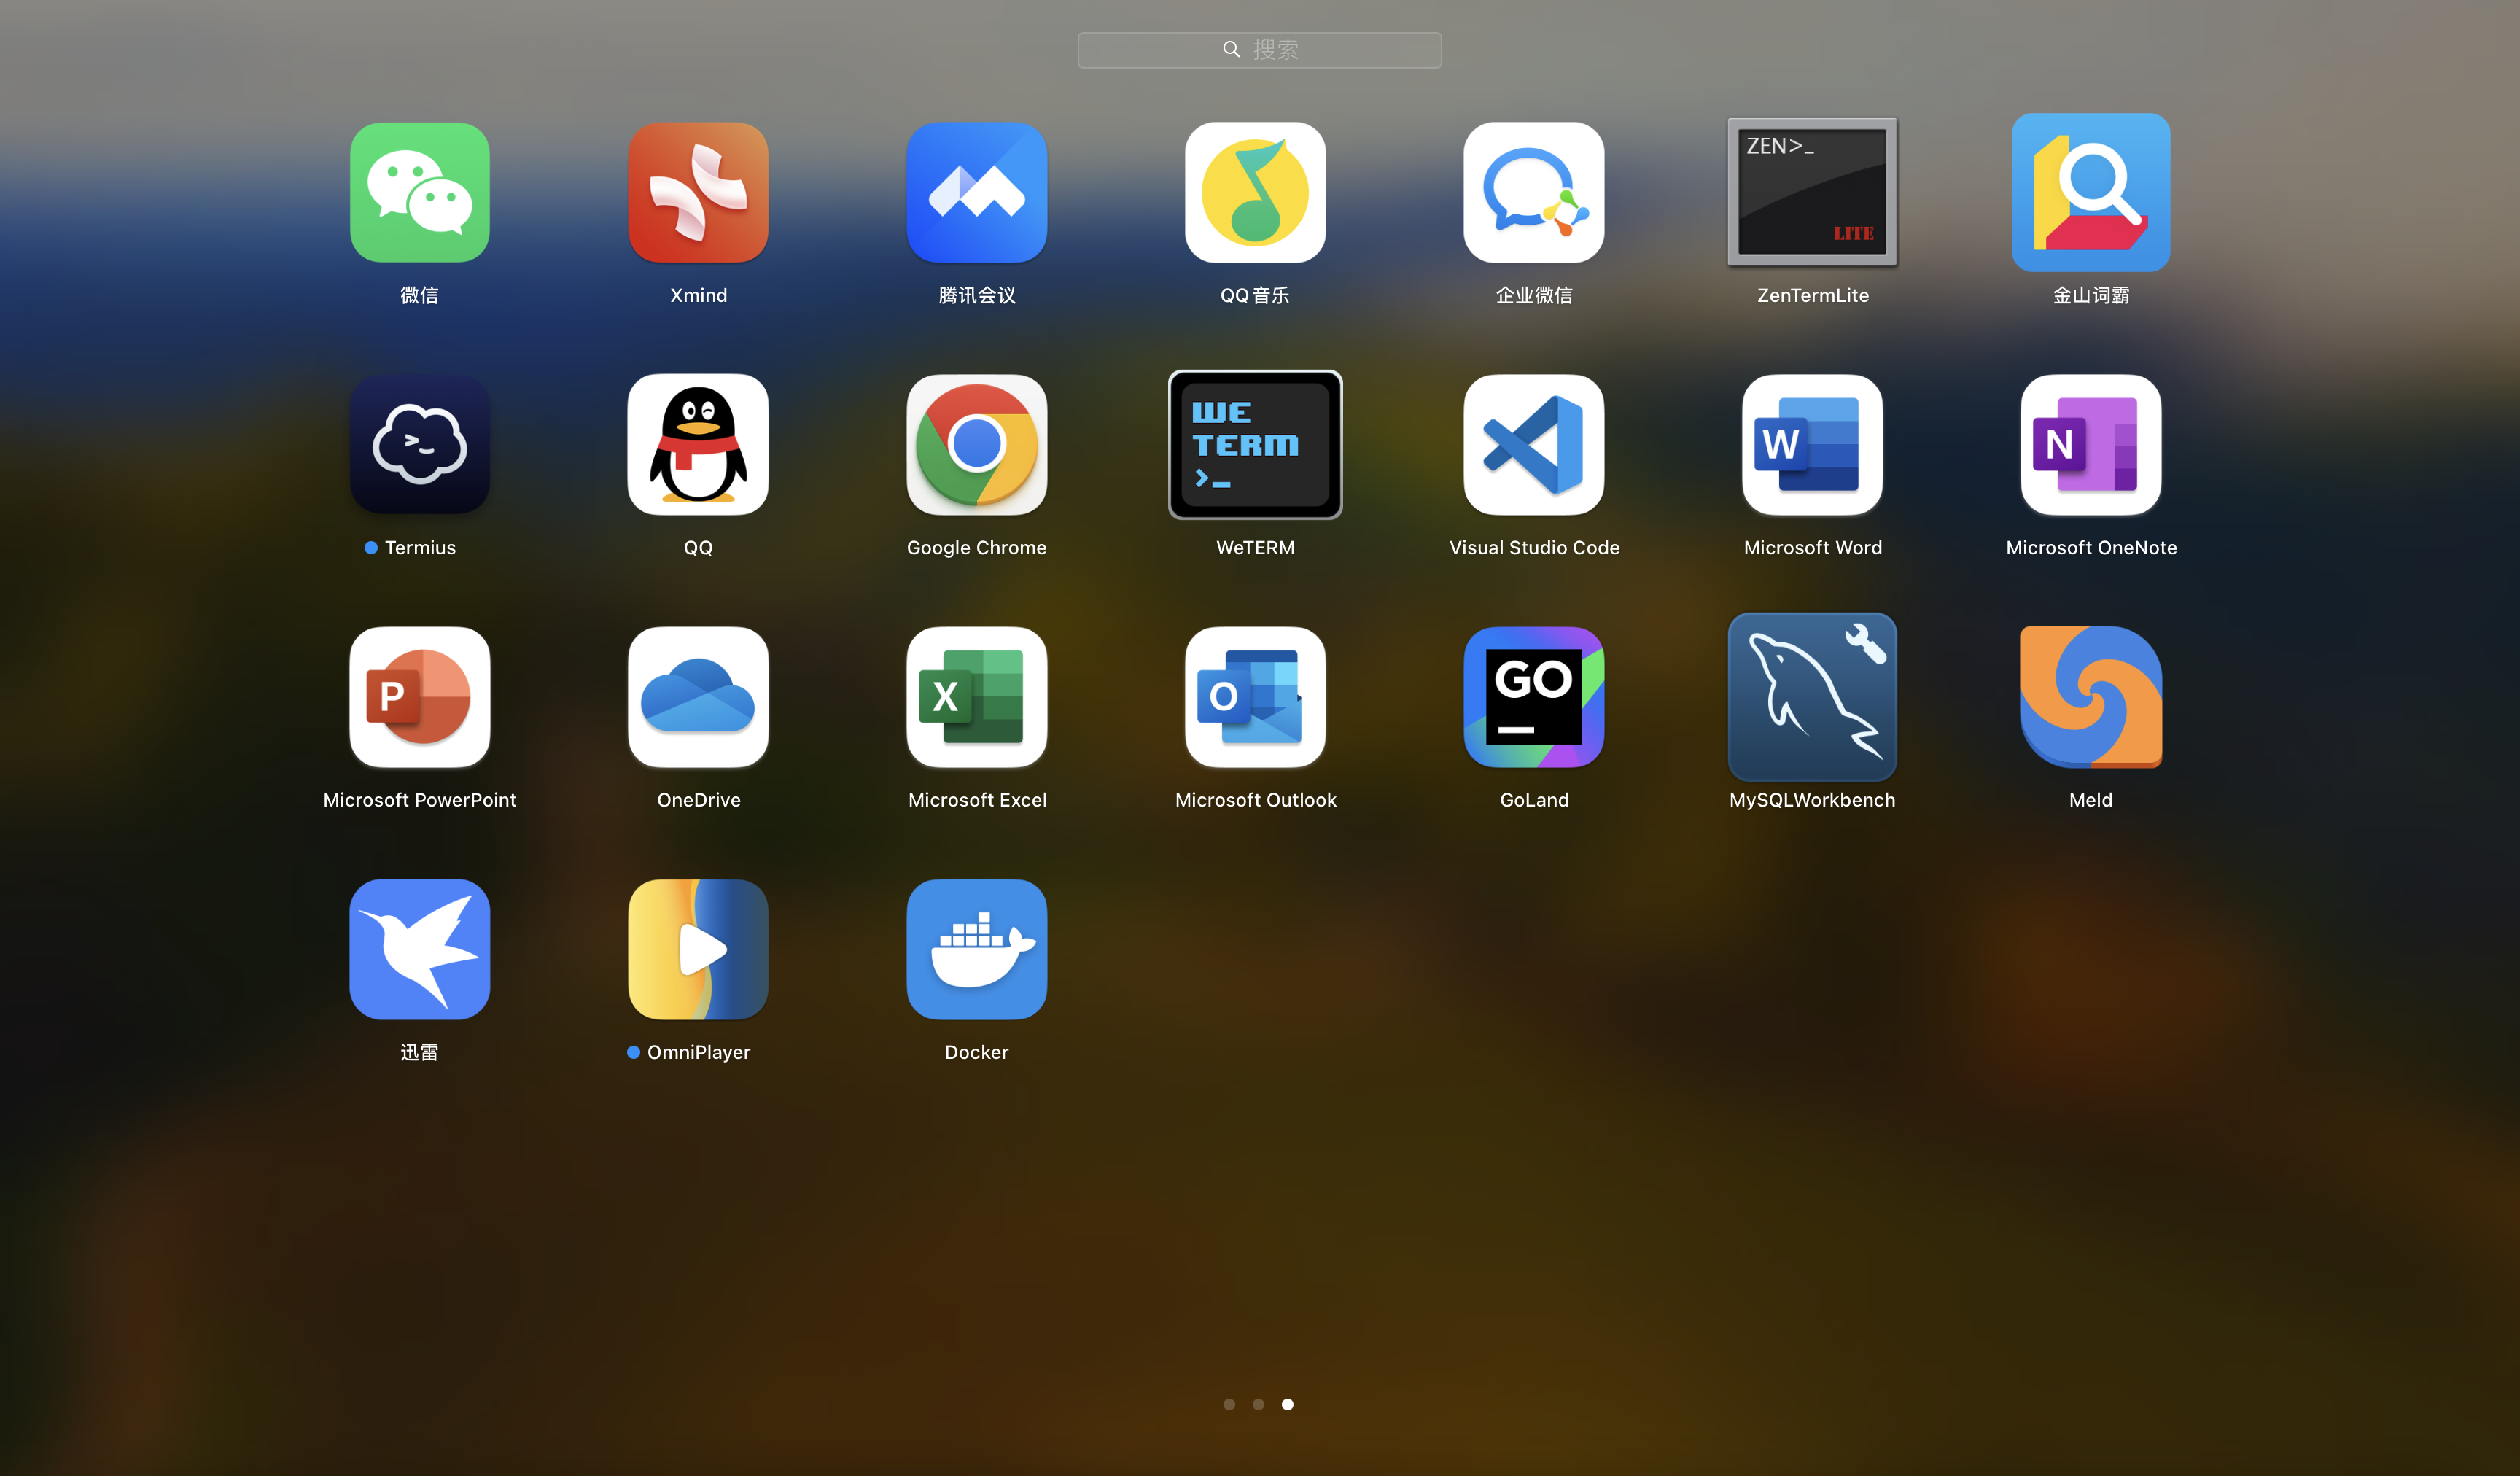 搜索
ZEN>_
LITE
微信
Xmind
腾讯会议
QQ音乐
企业微信
ZenTermLite
金山词霸
>_
WE
TERM
>_
W
N
Termius
QQ
Google Chrome
WeTERM
Visual Studio Code
Microsoft Word
Microsoft OneNote
P
X
O
GO
Microsoft PowerPoint
OneDrive
Microsoft Excel
Microsoft Outlook
GoLand
MySQLWorkbench
Meld
迅雷
OmniPlayer
Docker